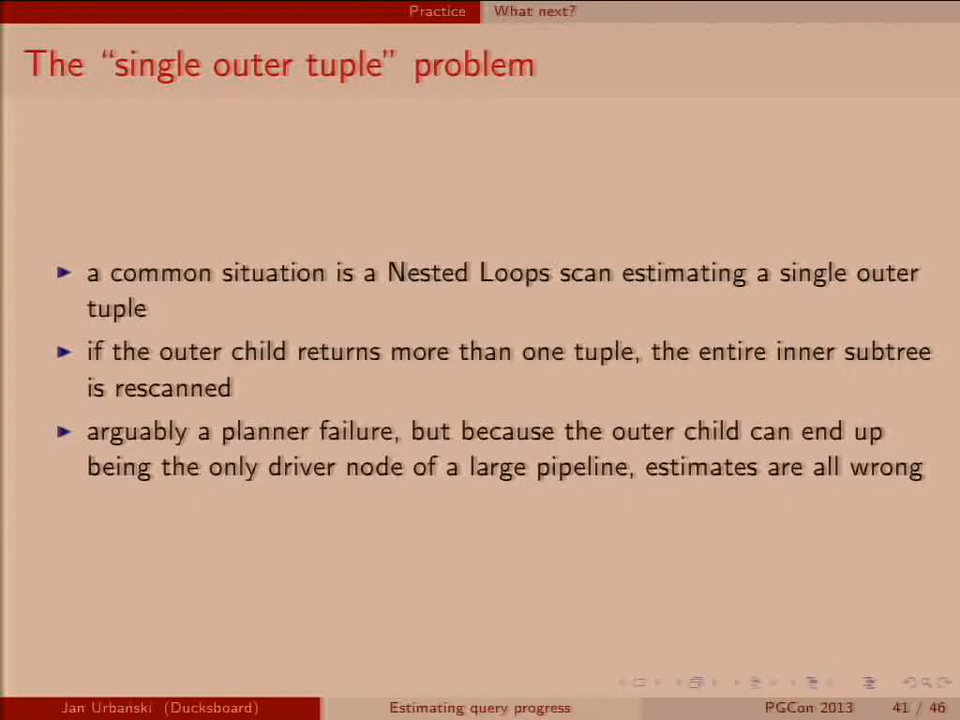 Practice What next?
The “single outer tuple” problem
a common situation is a Nested Loops scan estimating a single outer
tuple
if the outer child returns more than one tuple, the entire inner subtree
is rescanned
arguably a planner failure, but because the outer child can end up
being the only driver node of a large pipeline, estimates are all wrong
Jan Urbański (Ducksboard) Estimating query progress PGCon 2013 41 / 46